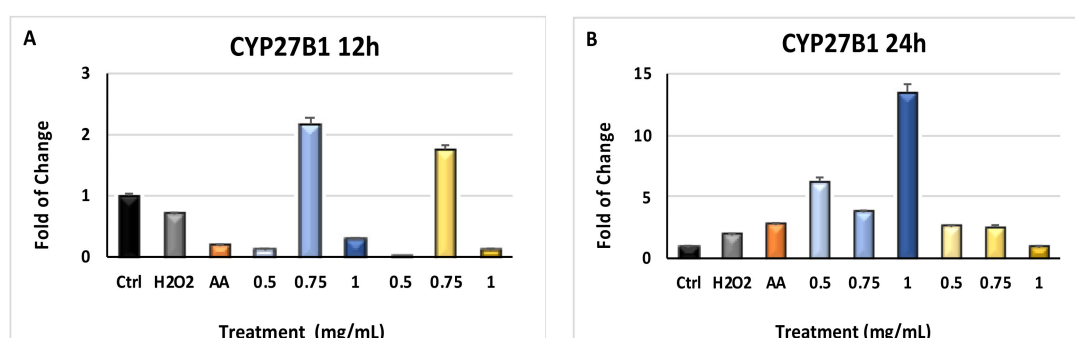 A
CYP27B1 12h
3
2
1
0
Fold of Change
Ctrl H2O2 AA 0.5 0.75 1 0.5 0.75 1
Treatment (mg/mL)
B
CYP27B1 24h
15
10
5
0
Fold of Change
Ctrl H2O2 AA 0.5 0.75 1 0.5 0.75 1
Treatment (mg/mL)